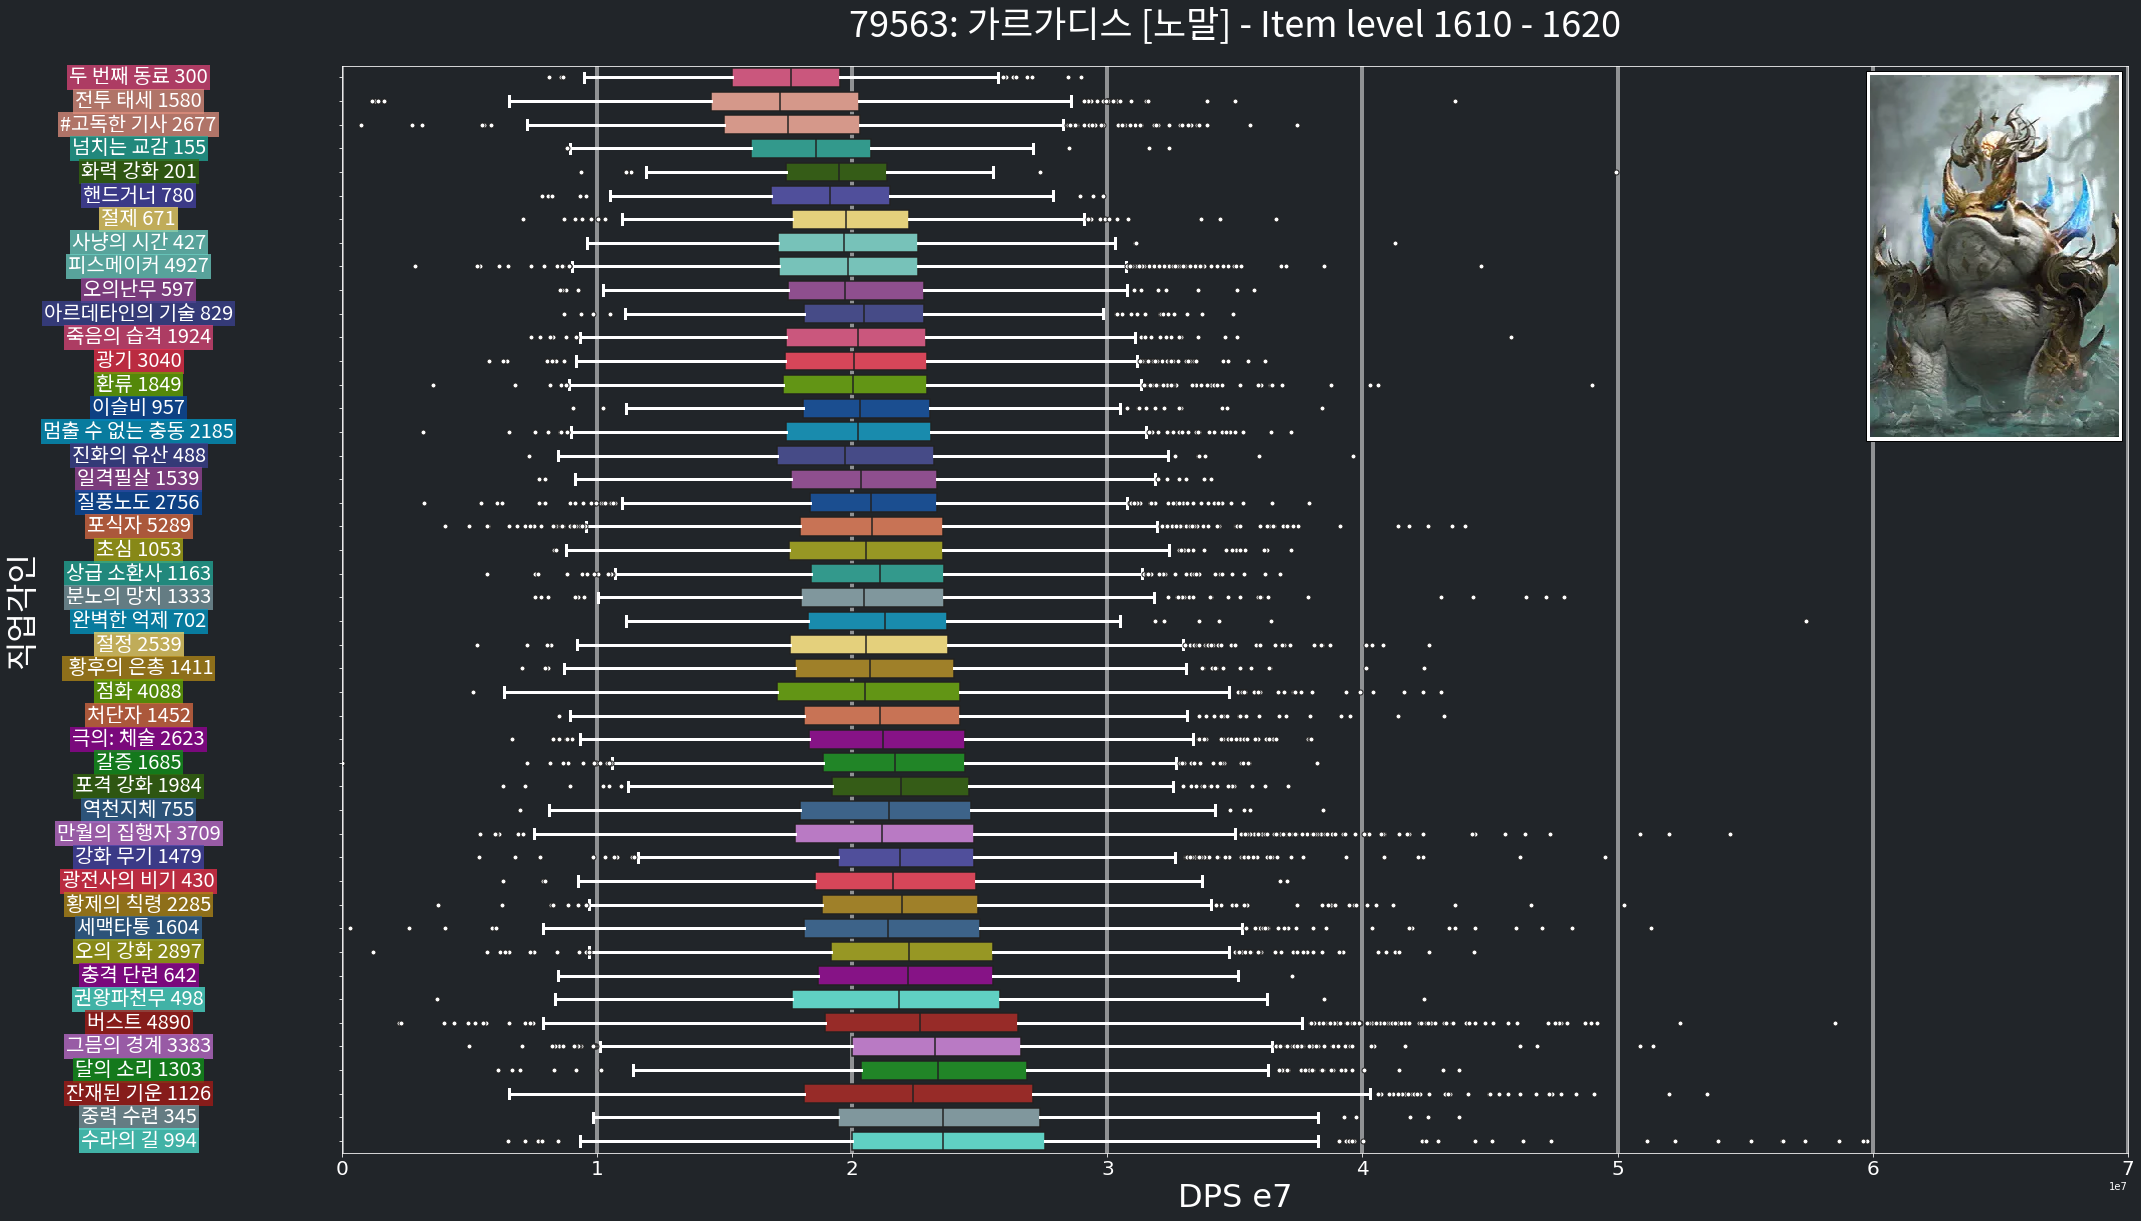 79563: 가르가디스 [노말] - Item level 1610 - 1620
두 번째 동료 300
전투 태세 1580
#고독한 기사 2677
넘치는 교감 155
화력 강화 201
핸드거너 780
절제 671
사냥의 시간 427
피스메이커 4927
오의난무 597
아르데타인의 기술 829
죽음의 습격 1924
광기 3040
환류 1849
이슬비 957
멈출 수 없는 충동 2185
진화의 유산 488
일격필살 1539
질풍노도 2756
포식자 5289
초심 1053
상급 소환사 1163
분노의 망치 1333
완벽한 억제 702
절정 2539
황후의 은총 1411
점화 4088
처단자 1452
극의: 체술 2623
갈증 1685
포격 강화 1984
역천지체 755
만월의 집행자 3709
강화 무기 1479
광전사의 비기 430
황제의 칙령 2285
세맥타통 1604
오의 강화 2897
충격 단련 642
권왕파천무 498
버스트 4890
그믐의 경계 3383
달의 소리 1303
잔재된 기운 1126
중력 수련 345
수라의 길 994
직업각인
0 1 2 3 4 5 6 7
1e7
DPS e7